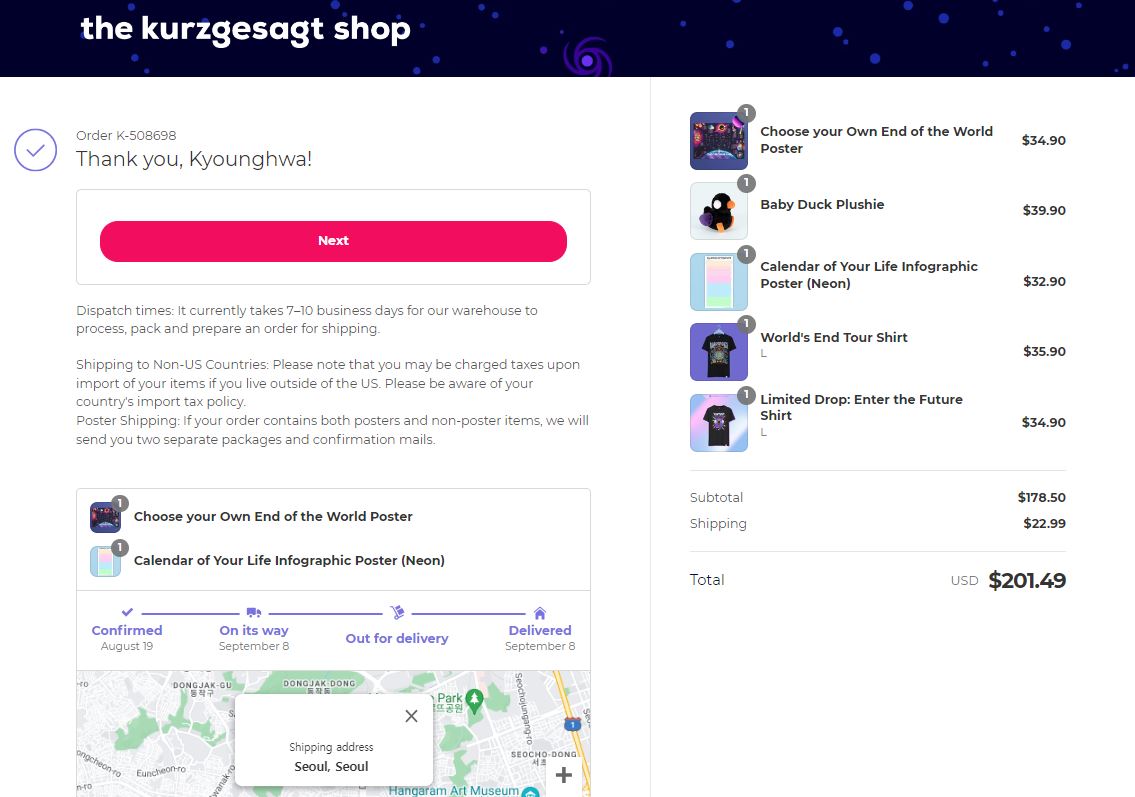 the kurzgesagt shop
Order K-508698
Thank you, Kyounghwa!
Next
Dispatch times: It currently takes 7–10 business days for our warehouse to
process, pack and prepare an order for shipping.
Shipping to Non-US Countries: Please note that you may be charged taxes upon
import of your items if you live outside of the US. Please be aware of your
country's import tax policy.
Poster Shipping: If your order contains both posters and non-poster items, we will
send you two separate packages and confirmation mails.
1
Choose your Own End of the World Poster
1
Calendar of Your Life Infographic Poster (Neon)
Confirmed
August 19
On its way
September 8
Out for delivery
Delivered
September 8
DONGJAK-GU
동작구
DONGJAK-DONG
동작동
Park
Seochojungang-ro
1
SEOCHO-DONG
Euncheon-ro
Shipping address
Seoul, Seoul
Hangaram Art Museum
1
Choose your Own End of the World
Poster
$34.90
1
Baby Duck Plushie
$39.90
1
Calendar of Your Life Infographic
Poster (Neon)
$32.90
1
World's End Tour Shirt
L
$35.90
1
Limited Drop: Enter the Future
Shirt
L
$34.90
Subtotal
$178.50
Shipping
$22.99
Total
USD $201.49